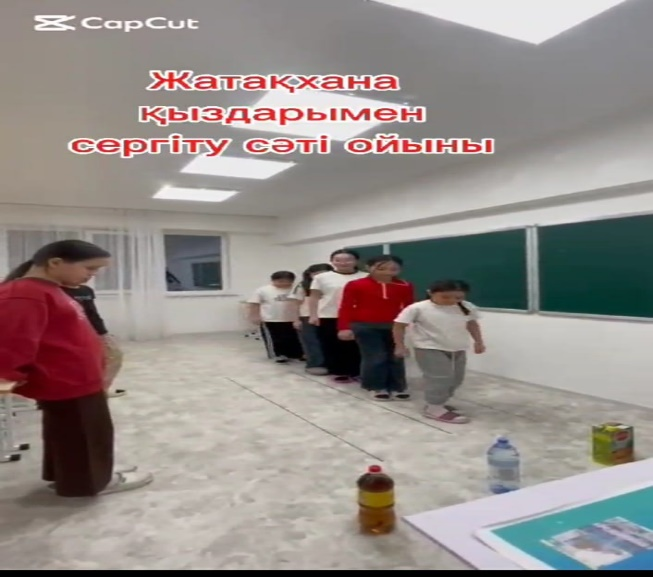 CapCut
Жатақхана
қыздарымен
сергіту сәті ойыны